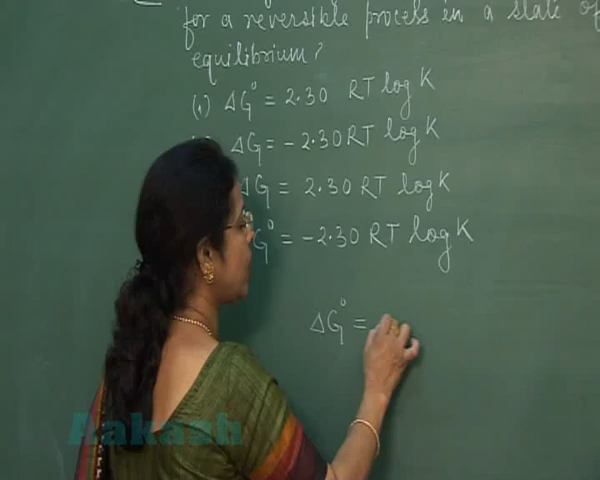 for a reversible process in a state of
equilibrium?
(i) ΔG° = 2.30 RT log K
ΔG = -2.30 RT log K
ΔG = 2.30 RT log K
G° = -2.30 RT log K
ΔG° =
Aakash